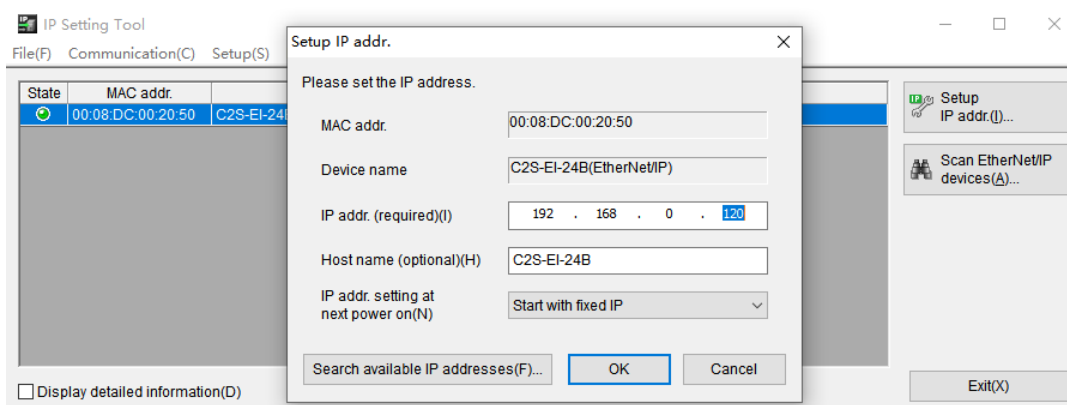 IP Setting Tool
File(F) Communication(C) Setup(S)
State MAC addr.
00:08:DC:00:20:50 C2S-EI-24
Setup IP addr.
Please set the IP address.
MAC addr. 00:08:DC:00:20:50
Device name C2S-EI-24B(EtherNet/IP)
IP addr. (required)(I) 192 . 168 . 0 . 120
Host name (optional)(H) C2S-EI-24B
IP addr. setting at
next power on(N)
Start with fixed IP
Search available IP addresses(F)... OK Cancel
Setup
IP addr.(I)...
Scan EtherNet/IP
devices(A)...
Display detailed information(D)
Exit(X)